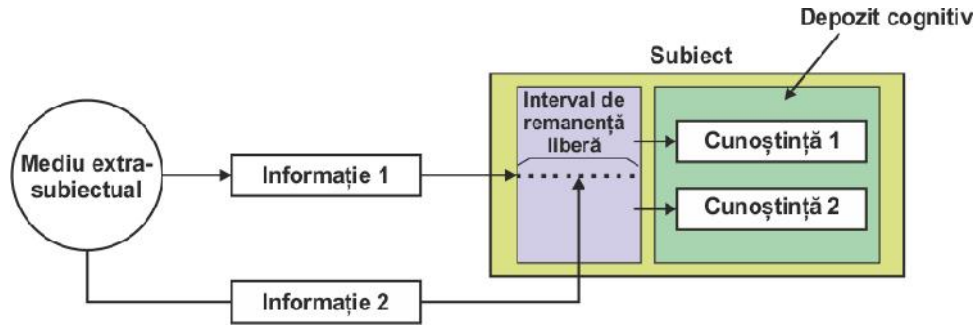 Depozit cognitiv
Subiect
Interval de
remanență
liberă
Cunoștință 1
Mediu extra-
subiectual
Informație 1
Cunoștință 2
Informație 2